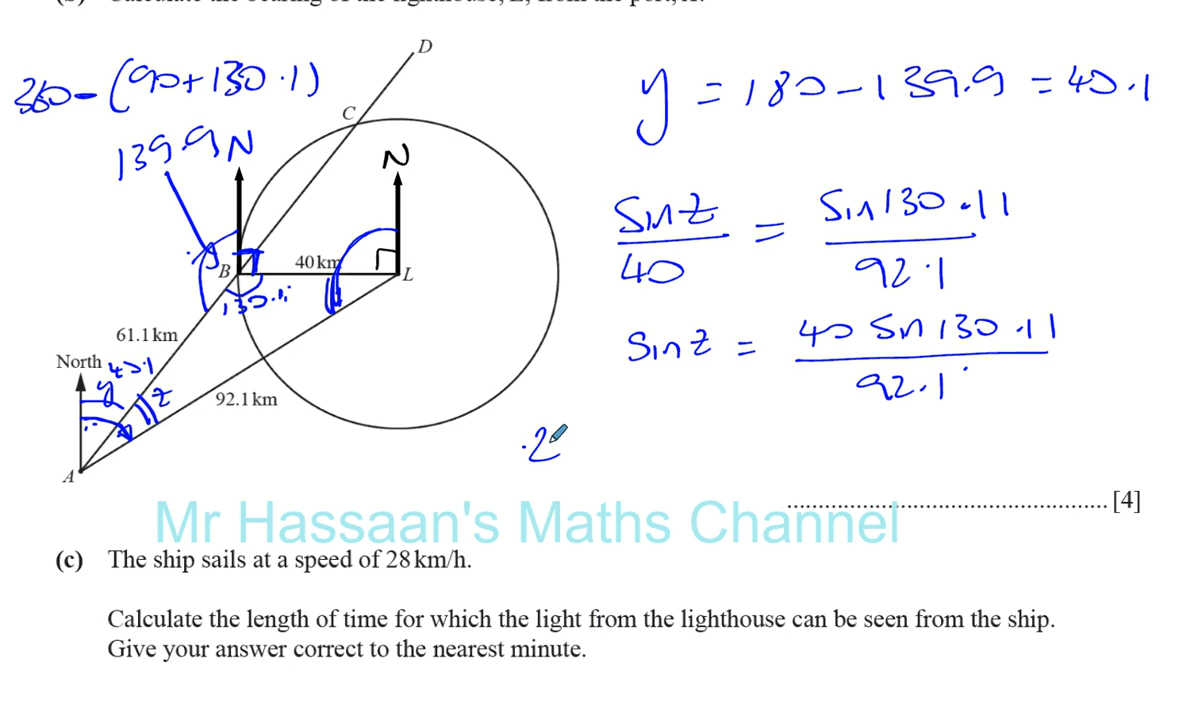 360-(90+130.1)
139.9
N
N
D
C
B
40 km
L
130.1
61.1 km
North
40.1
y
z
92.1 km
A
y = 180 - 139.9 = 40.1
Sin z / 40 = Sin 130.11 / 92.1
Sin z = 40 Sin 130.11 / 92.1
.2
[4]
Mr Hassaan's Maths Channel
(c) The ship sails at a speed of 28 km/h.
Calculate the length of time for which the light from the lighthouse can be seen from the ship.
Give your answer correct to the nearest minute.